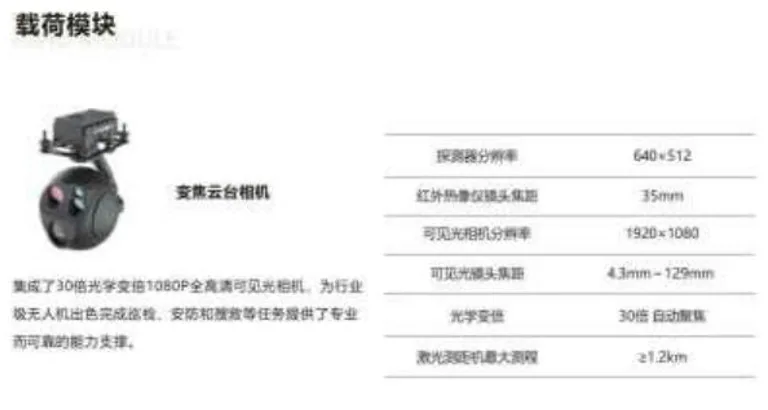 载荷模块
变焦云台相机
集成了30倍光学变倍1080P全高清可见光相机，为行业
级无人机出色完成巡检、安防和搜救等任务提供了专业
而可靠的能力支撑。
探测器分辨率 640×512
红外热像仪镜头焦距 35mm
可见光相机分辨率 1920×1080
可见光镜头焦距 4.3mm~129mm
光学变倍 30倍 自动聚焦
激光测距机最大测程 ≥1.2km